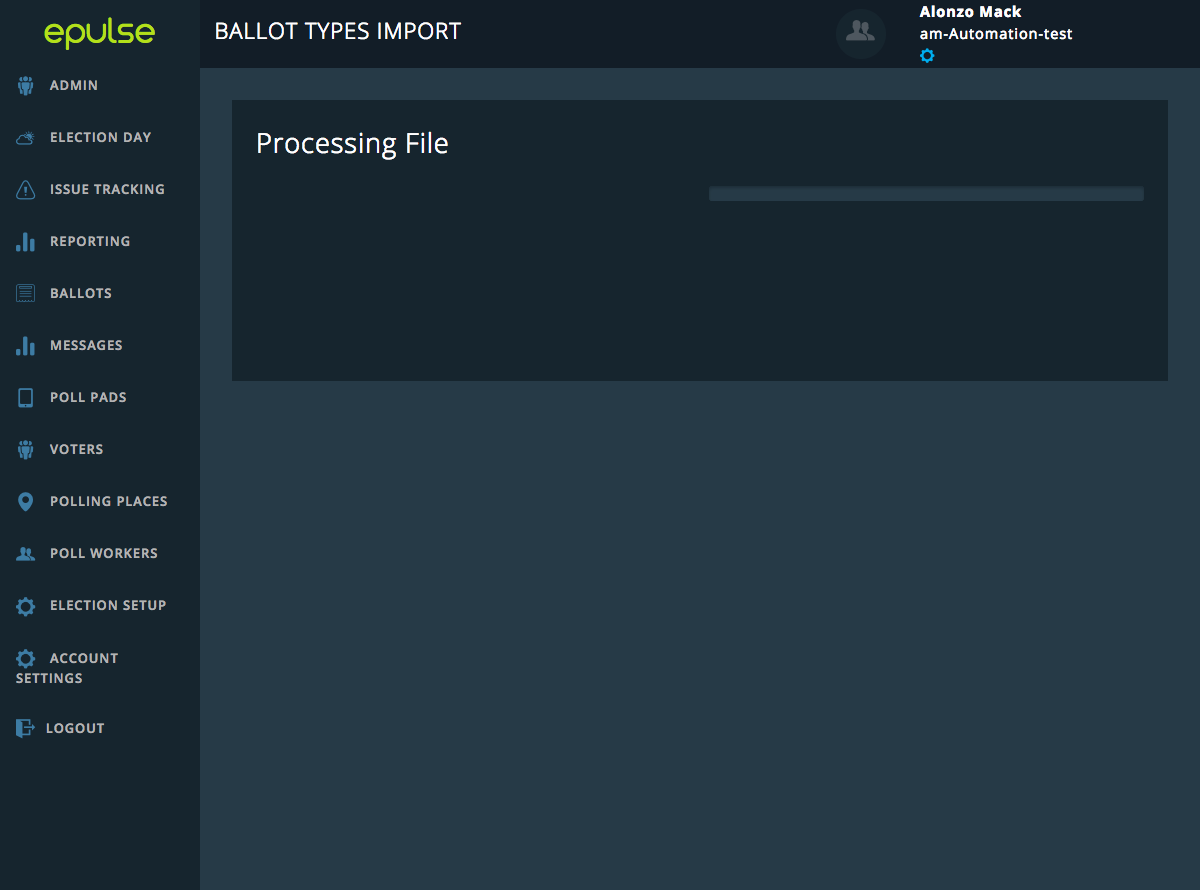 epulse
BALLOT TYPES IMPORT
Alonzo Mack
am-Automation-test
ADMIN
ELECTION DAY
ISSUE TRACKING
REPORTING
BALLOTS
MESSAGES
POLL PADS
VOTERS
POLLING PLACES
POLL WORKERS
ELECTION SETUP
ACCOUNT
SETTINGS
LOGOUT
Processing File